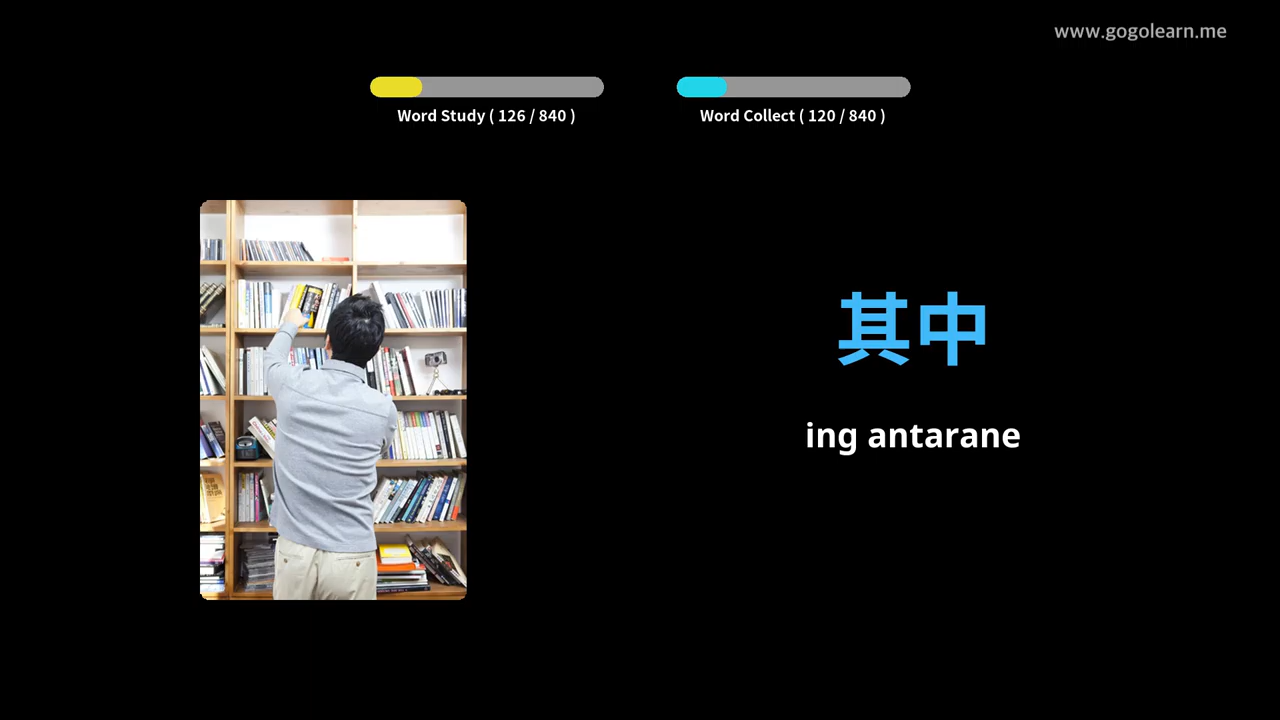 www.gogolearn.me
Word Study ( 126 / 840 )
Word Collect ( 120 / 840 )
其中
ing antarane